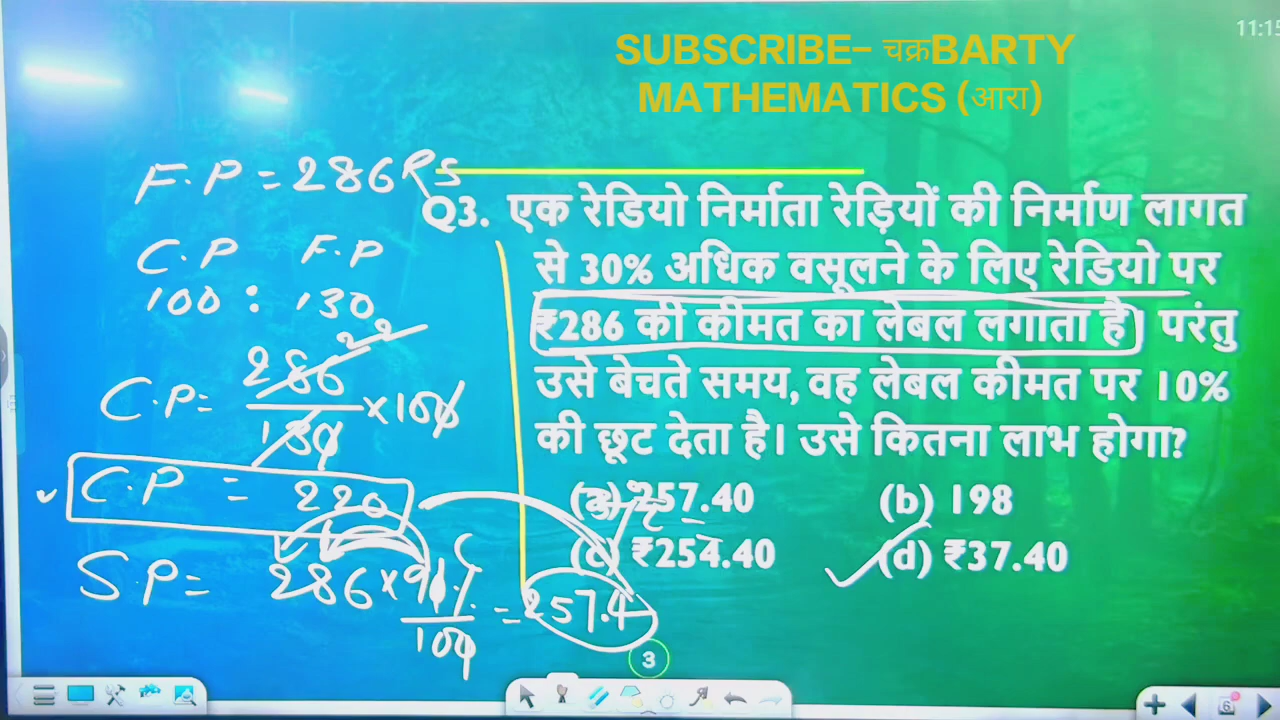 11:15
SUBSCRIBE– चक्रBARTY
MATHEMATICS (आरा)
F.P = 286 Rs
C.P F.P
100 : 130
C.P = 286/130 × 100
22
C.P = 220
S.P = 286 × 90/100 = 257.4
Q3. एक रेडियो निर्माता रेड़ियों की निर्माण लागत
से 30% अधिक वसूलने के लिए रेडियो पर
₹286 की कीमत का लेबल लगाता है। परंतु
उसे बेचते समय, वह लेबल कीमत पर 10%
की छूट देता है। उसे कितना लाभ होगा?
(a) 257.40 (b) 198
(c) ₹254.40 (d) ₹37.40
3
6